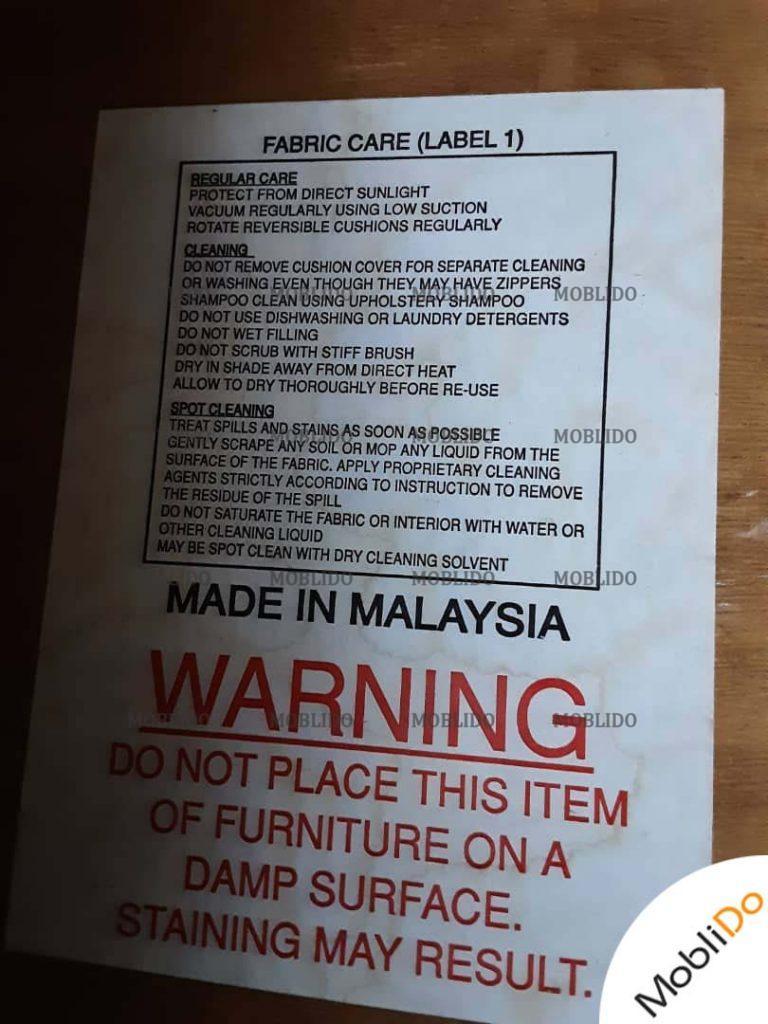 FABRIC CARE (LABEL 1)
REGULAR CARE
PROTECT FROM DIRECT SUNLIGHT
VACUUM REGULARLY USING LOW SUCTION
ROTATE REVERSIBLE CUSHIONS REGULARLY
CLEANING
DO NOT REMOVE CUSHION COVER FOR SEPARATE CLEANING
OR WASHING EVEN THOUGH THEY MAY HAVE ZIPPERS
SHAMPOO CLEAN USING UPHOLSTERY SHAMPOO
DO NOT USE DISHWASHING OR LAUNDRY DETERGENTS
DO NOT WET FILLING
DO NOT SCRUB WITH STIFF BRUSH
DRY IN SHADE AWAY FROM DIRECT HEAT
ALLOW TO DRY THOROUGHLY BEFORE RE-USE
SPOT CLEANING
TREAT SPILLS AND STAINS AS SOON AS POSSIBLE
GENTLY SCRAPE ANY SOIL OR MOP ANY LIQUID FROM THE
SURFACE OF THE FABRIC. APPLY PROPRIETARY CLEANING
AGENTS STRICTLY ACCORDING TO INSTRUCTION TO REMOVE
THE RESIDUE OF THE SPILL
DO NOT SATURATE THE FABRIC OR INTERIOR WITH WATER OR
OTHER CLEANING LIQUID
MAY BE SPOT CLEAN WITH DRY CLEANING SOLVENT
MADE IN MALAYSIA
WARNING
DO NOT PLACE THIS ITEM
OF FURNITURE ON A
DAMP SURFACE.
STAINING MAY RESULT.
MOBLIDO MOBLIDO MOBLIDO
MOBLIDO MOBLIDO MOBLIDO
MOBLIDO MOBLIDO MOBLIDO MOBLIDO
MOBLIDO MOBLIDO MOBLIDO MOBLIDO
MobliDo